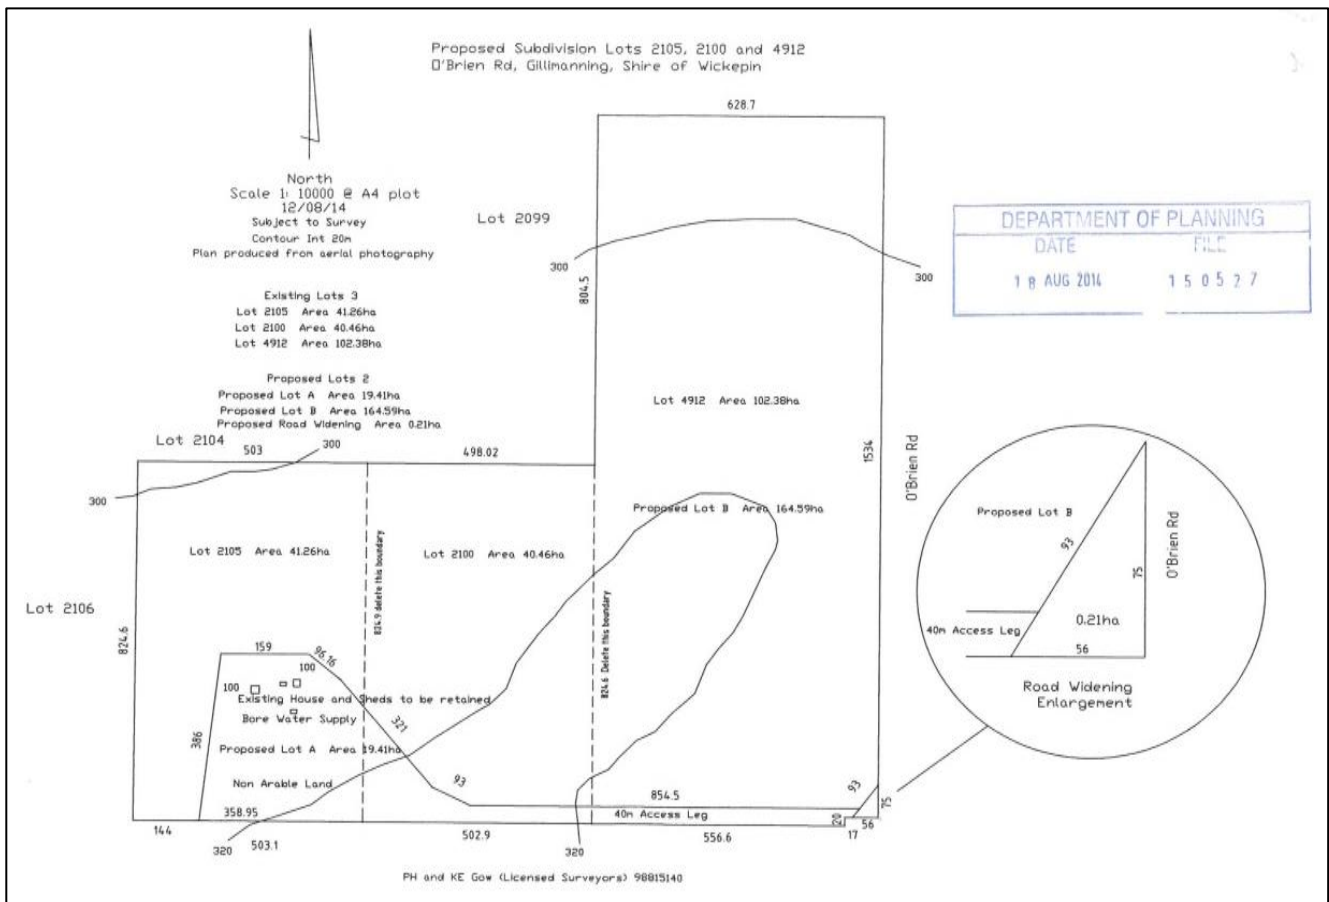 Proposed Subdivision Lots 2105, 2100 and 4912
O'Brien Rd, Gillimanning, Shire of Wickepin
628.7
North
Scale 1: 10000 @ A4 plot
12/08/14
Subject to Survey
Contour Int 20m
Plan produced from aerial photography
Lot 2099
DEPARTMENT OF PLANNING
DATE FILE
18 AUG 2014 150527
300
300
804.5
Existing Lots 3
Lot 2105 Area 41.26ha
Lot 2100 Area 40.46ha
Lot 4912 Area 102.38ha
Proposed Lots 2
Proposed Lot A Area 19.41ha
Proposed Lot B Area 164.59ha
Proposed Road Widening Area 0.21ha
Lot 4912 Area 102.38ha
Lot 2104
503
300
498.02
1534
O'Brien Rd
300
Proposed Lot B Area 164.59ha
Lot 2105 Area 41.26ha
Lot 2100 Area 40.46ha
824.9 delete this boundary
824.6 Delete this boundary
Lot 2106
824.6
159
96.16
100
100
Existing House and Sheds to be retained
Bore Water Supply
321
386
Proposed Lot A Area 19.41ha
Non Arable Land
93
854.5
93
75
358.95
40m Access Leg
20
56
144
503.1
502.9
556.6
17
320
320
Proposed Lot B
93
75
O'Brien Rd
40m Access Leg
0.21ha
56
Road Widening
Enlargement
PH and KE Gow (Licensed Surveyors) 98815140